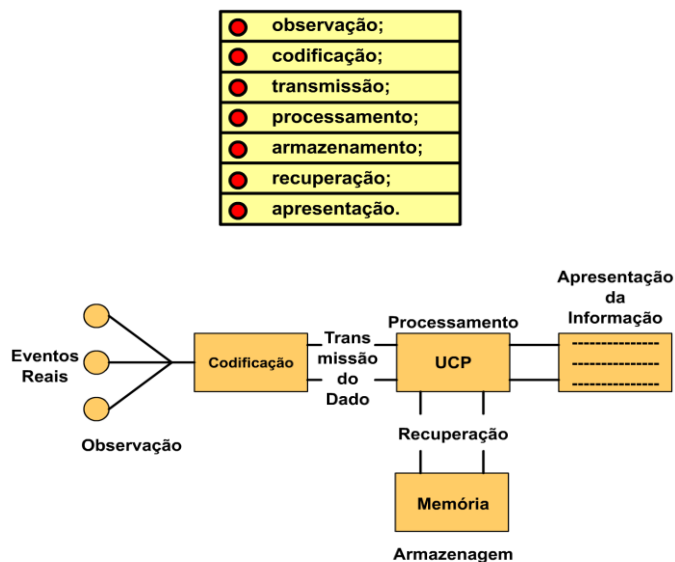 observação;
codificação;
transmissão;
processamento;
armazenamento;
recuperação;
apresentação.
Eventos
Reais
Observação
Codificação
Trans
missão
do
Dado
Processamento
UCP
Apresentação
da
Informação
----------------
----------------
----------------
Recuperação
Memória
Armazenagem